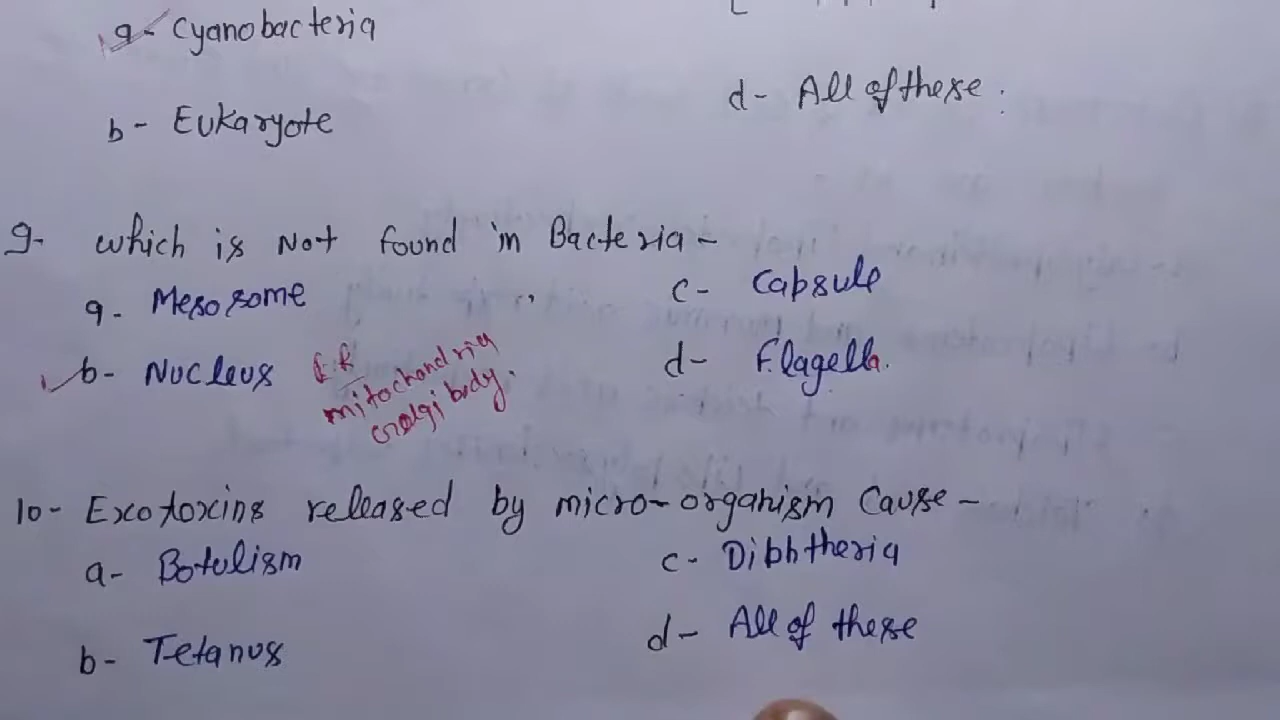 a- Cyanobacteria
b- Eukaryote
d- All of these :
9- which is Not found in Bacteria -
a- Mesosome
c- Capsule
b- Nucleus
E.R
mitochondria
Golgi body.
d- Flagella.
10- Exotoxins released by micro-organism Cause -
a- Botulism
c- Diphtheria
b- Tetanus
d- All of these